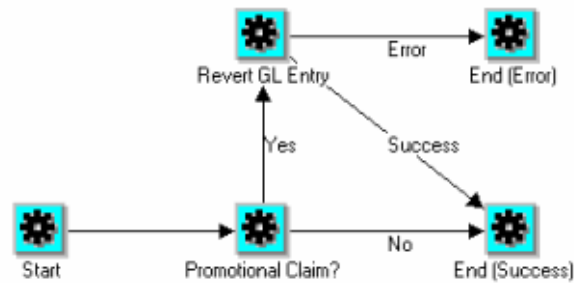 Error
Revert GL Entry
End (Error)
Yes
Success
No
Start
Promotional Claim?
End (Success)